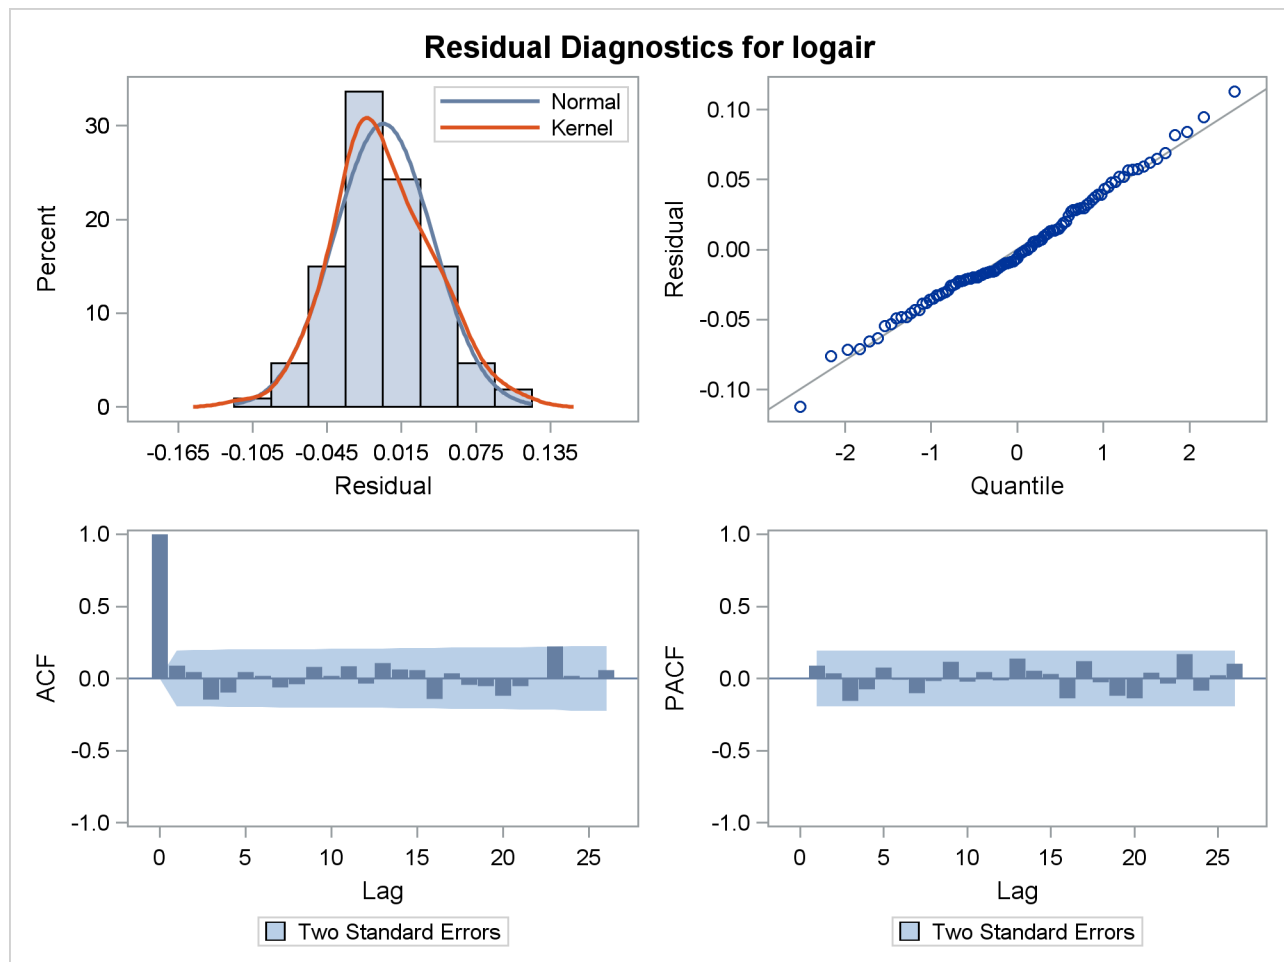 Residual Diagnostics for logair
Percent
30
20
10
0
Normal
Kernel
-0.165 -0.105 -0.045 0.015 0.075 0.135
Residual
Residual
0.10
0.05
0.00
-0.05
-0.10
-2 -1 0 1 2
Quantile
ACF
1.0
0.5
0.0
-0.5
-1.0
0 5 10 15 20 25
Lag
Two Standard Errors
PACF
1.0
0.5
0.0
-0.5
-1.0
0 5 10 15 20 25
Lag
Two Standard Errors